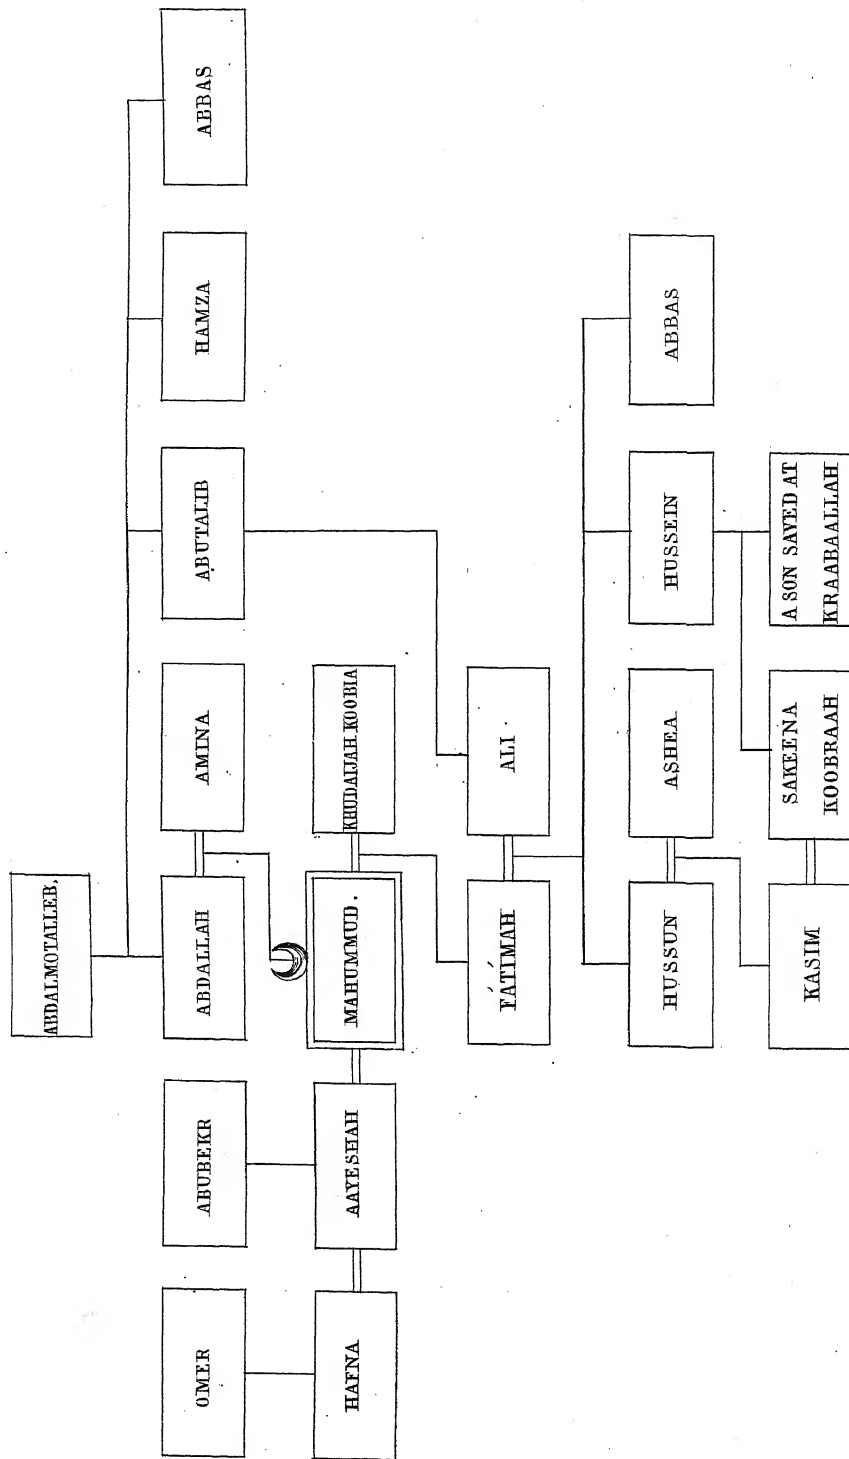 ABDALMOTALLEB,
OMER
ABUBEKR
ABDALLAH
AMINA
ABUTALIB
HAMZA
ABBAS
HAFNA
AAYESHAH
MAHUMMUD.
KHUDAIJAH KOOBIA
FÁTÍMAH
ALI
HUSSUN
ASHEA
HUSSEIN
ABBAS
KASIM
SAKEENA
KOOBRAAH
A SON SAVED AT
KRAABAALLAH